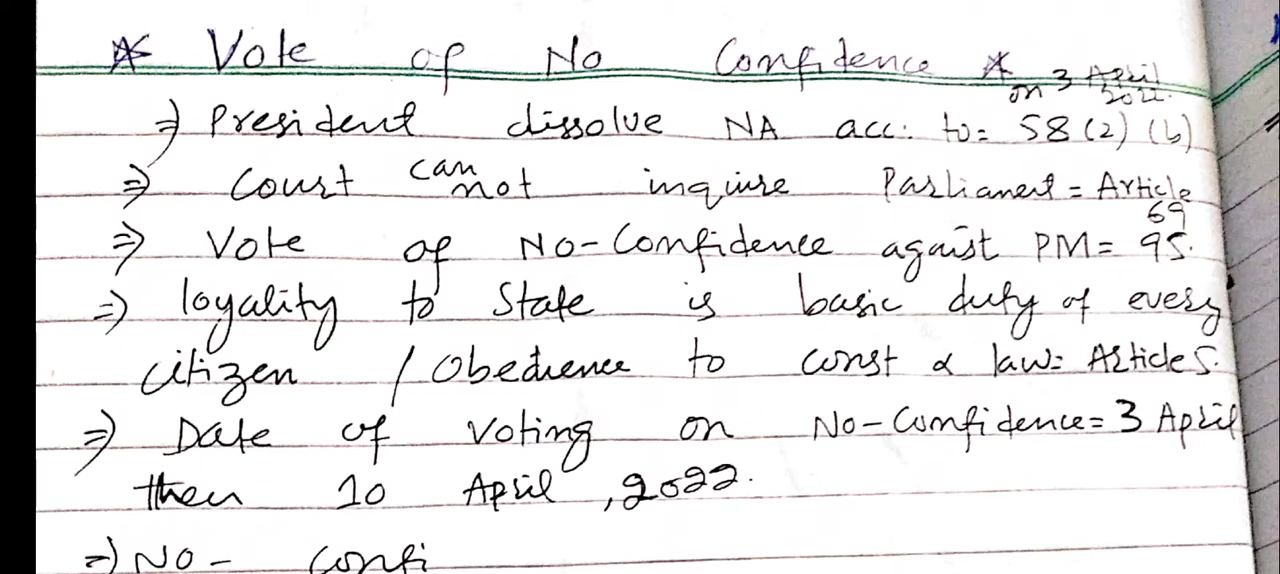 * Vote of No Confidence *
on 3 April
2022.
⇒ President dissolve NA acc: to= 58 (2) (b)
⇒ Court can not inquire Parliament = Article
69
⇒ Vote of No-Confidence against PM= 95.
⇒ loyality to State is basic duty of every
citizen / Obedience to const & law= Article 5.
⇒ Date of voting on No-Confidence= 3 April
then 10 April, 2022.
⇒ No- Confi